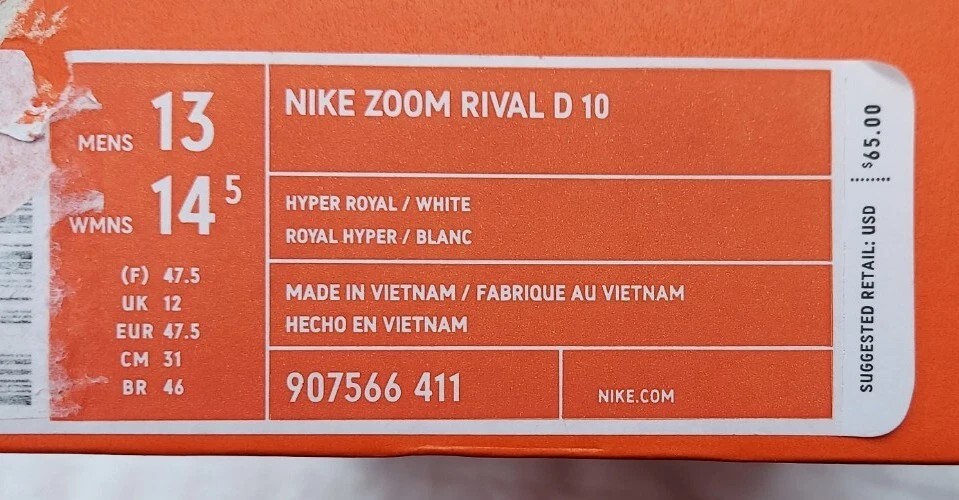 MENS 13
WMNS 14 5
(F) 47.5
UK 12
EUR 47.5
CM 31
BR 46
NIKE ZOOM RIVAL D 10
HYPER ROYAL / WHITE
ROYAL HYPER / BLANC
MADE IN VIETNAM / FABRIQUE AU VIETNAM
HECHO EN VIETNAM
907566 411
NIKE.COM
SUGGESTED RETAIL: USD $65.00